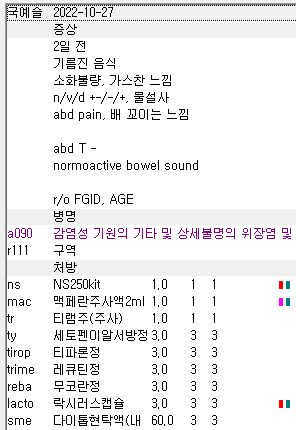 국예슬 2022-10-27
증상
2일 전
기름진 음식
소화불량, 가스찬 느낌
n/v/d +-/-/+, 물설사
abd pain, 배 꼬이는 느낌
abd T -
normoactive bowel sound
r/o FGID, AGE
병명
a090 감염성 기원의 기타 및 상세불명의 위장염 및
r111 구역
처방
ns NS250kit 1.0 1 1
mac 맥페란주사액2ml 1.0 1 1
tr 티램주(주사) 1.0 1 1
ty 세토펜이알서방정 3.0 3 3
tirop 티파론정 3.0 3 3
trime 레큐틴정 3.0 3 3
reba 무코란정 3.0 3 3
lacto 락시러스캡슐 3.0 3 3
sme 다이톱현탁액(내 60.0 3 3